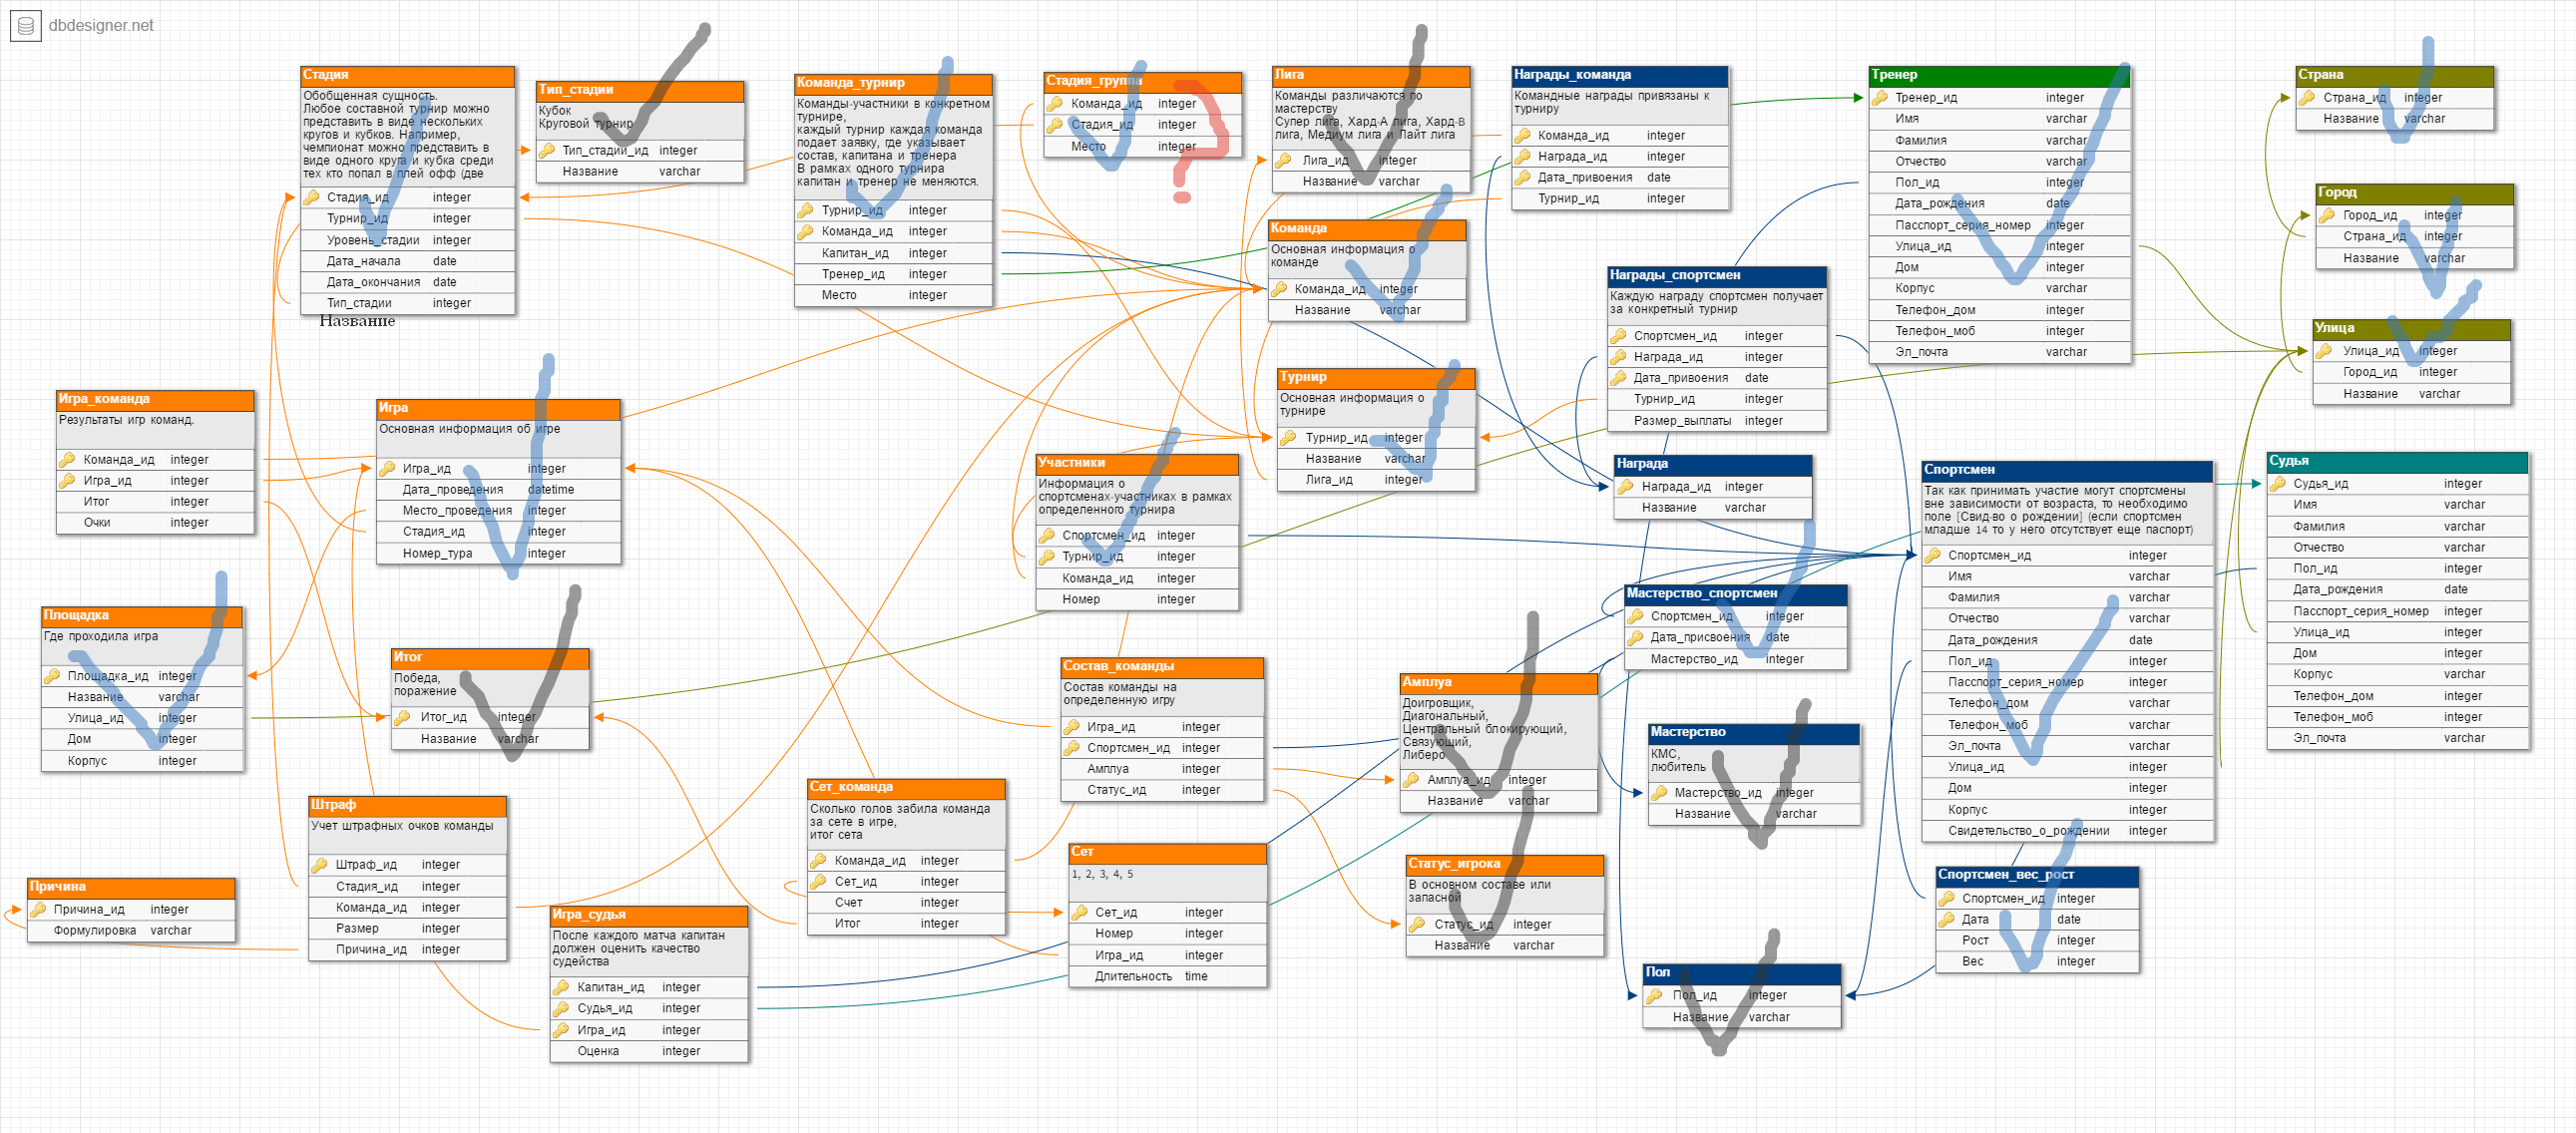 dbdesigner.net
Стадия
Обобщенная сущность.
Любое составной турнир можно
представить в виде нескольких
кругов и кубков. Например,
чемпионат можно представить в
виде одного круга и кубка среди
тех кто попал в плей офф (две
Стадия_ид integer
Турнир_ид integer
Уровень_стадии integer
Дата_начала date
Дата_окончания date
Тип_стадии integer
Название
Тип_стадии
Кубок
Круговой турнир
Тип_стадии_ид integer
Название varchar
Команда_турнир
Команды-участники в конкретном
турнире,
каждый турнир каждая команда
подает заявку, где указывает
состав, капитана и тренера
В рамках одного турнира
капитан и тренер не меняются.
Турнир_ид integer
Команда_ид integer
Капитан_ид integer
Тренер_ид integer
Место integer
Стадия_группа
Команда_ид integer
Стадия_ид integer
Место integer
?
Лига
Команды различаются по
мастерству
Супер лига, Хард-А лига, Хард-В
лига, Медиум лига и Лайт лига
Лига_ид integer
Название varchar
Награды_команда
Командные награды привязаны к
турниру
Команда_ид integer
Награда_ид integer
Дата_привоения date
Турнир_ид integer
Тренер
Тренер_ид integer
Имя varchar
Фамилия varchar
Отчество varchar
Пол_ид integer
Дата_рождения date
Пасспорт_серия_номер integer
Улица_ид integer
Дом integer
Корпус varchar
Телефон_дом integer
Телефон_моб integer
Эл_почта varchar
Страна
Страна_ид integer
Название varchar
Город
Город_ид integer
Страна_ид integer
Название varchar
Улица
Улица_ид integer
Город_ид integer
Название varchar
Команда
Основная информация о
команде
Команда_ид integer
Название varchar
Награды_спортсмен
Каждую награду спортсмен получает
за конкретный турнир
Спортсмен_ид integer
Награда_ид integer
Дата_привоения date
Турнир_ид integer
Размер_выплаты integer
Турнир
Основная информация о
турнире
Турнир_ид integer
Название varchar
Лига_ид integer
Игра_команда
Результаты игр команд.
Команда_ид integer
Игра_ид integer
Итог integer
Очки integer
Игра
Основная информация об игре
Игра_ид integer
Дата_проведения datetime
Место_проведения integer
Стадия_ид integer
Номер_тура integer
Участники
Информация о
спортсменах-участниках в рамках
определенного турнира
Спортсмен_ид integer
Турнир_ид integer
Команда_ид integer
Номер integer
Награда
Награда_ид integer
Название varchar
Спортсмен
Так как принимать участие могут спортсмены
вне зависимости от возраста, то необходимо
поле [Свид-во о рождении] (если спортсмен
младше 14 то у него отсутствует еще паспорт)
Спортсмен_ид integer
Имя varchar
Фамилия varchar
Отчество varchar
Дата_рождения date
Пол_ид integer
Пасспорт_серия_номер integer
Телефон_дом varchar
Телефон_моб varchar
Эл_почта varchar
Улица_ид integer
Дом integer
Корпус integer
Свидетельство_о_рождении integer
Судья
Судья_ид integer
Имя varchar
Фамилия varchar
Отчество varchar
Пол_ид integer
Дата_рождения date
Пасспорт_серия_номер integer
Улица_ид integer
Дом integer
Корпус varchar
Телефон_дом integer
Телефон_моб integer
Эл_почта varchar
Площадка
Где проходила игра
Площадка_ид integer
Название varchar
Улица_ид integer
Дом integer
Корпус integer
Итог
Победа,
поражение
Итог_ид integer
Название varchar
Мастерство_спортсмен
Спортсмен_ид integer
Дата_присвоения date
Мастерство_ид integer
Состав_команды
Состав команды на
определенную игру
Игра_ид integer
Спортсмен_ид integer
Амплуа integer
Статус_ид integer
Амплуа
Доигровщик,
Диагональный,
Центральный блокирующий,
Связующий,
Либеро
Амплуа_ид integer
Название varchar
Мастерство
КМС,
любитель
Мастерство_ид integer
Название varchar
Штраф
Учет штрафных очков команды
Штраф_ид integer
Стадия_ид integer
Команда_ид integer
Размер integer
Причина_ид integer
Сет_команда
Сколько голов забила команда
за сете в игре,
итог сета
Команда_ид integer
Сет_ид integer
Счет integer
Итог integer
Сет
1, 2, 3, 4, 5
Сет_ид integer
Номер integer
Игра_ид integer
Длительность time
Статус_игрока
В основном составе или
запасной
Статус_ид integer
Название varchar
Спортсмен_вес_рост
Спортсмен_ид integer
Дата date
Рост integer
Вес integer
Причина
Причина_ид integer
Формулировка varchar
Игра_судья
После каждого матча капитан
должен оценить качество
судейства
Капитан_ид integer
Судья_ид integer
Игра_ид integer
Оценка integer
Пол
Пол_ид integer
Название varchar